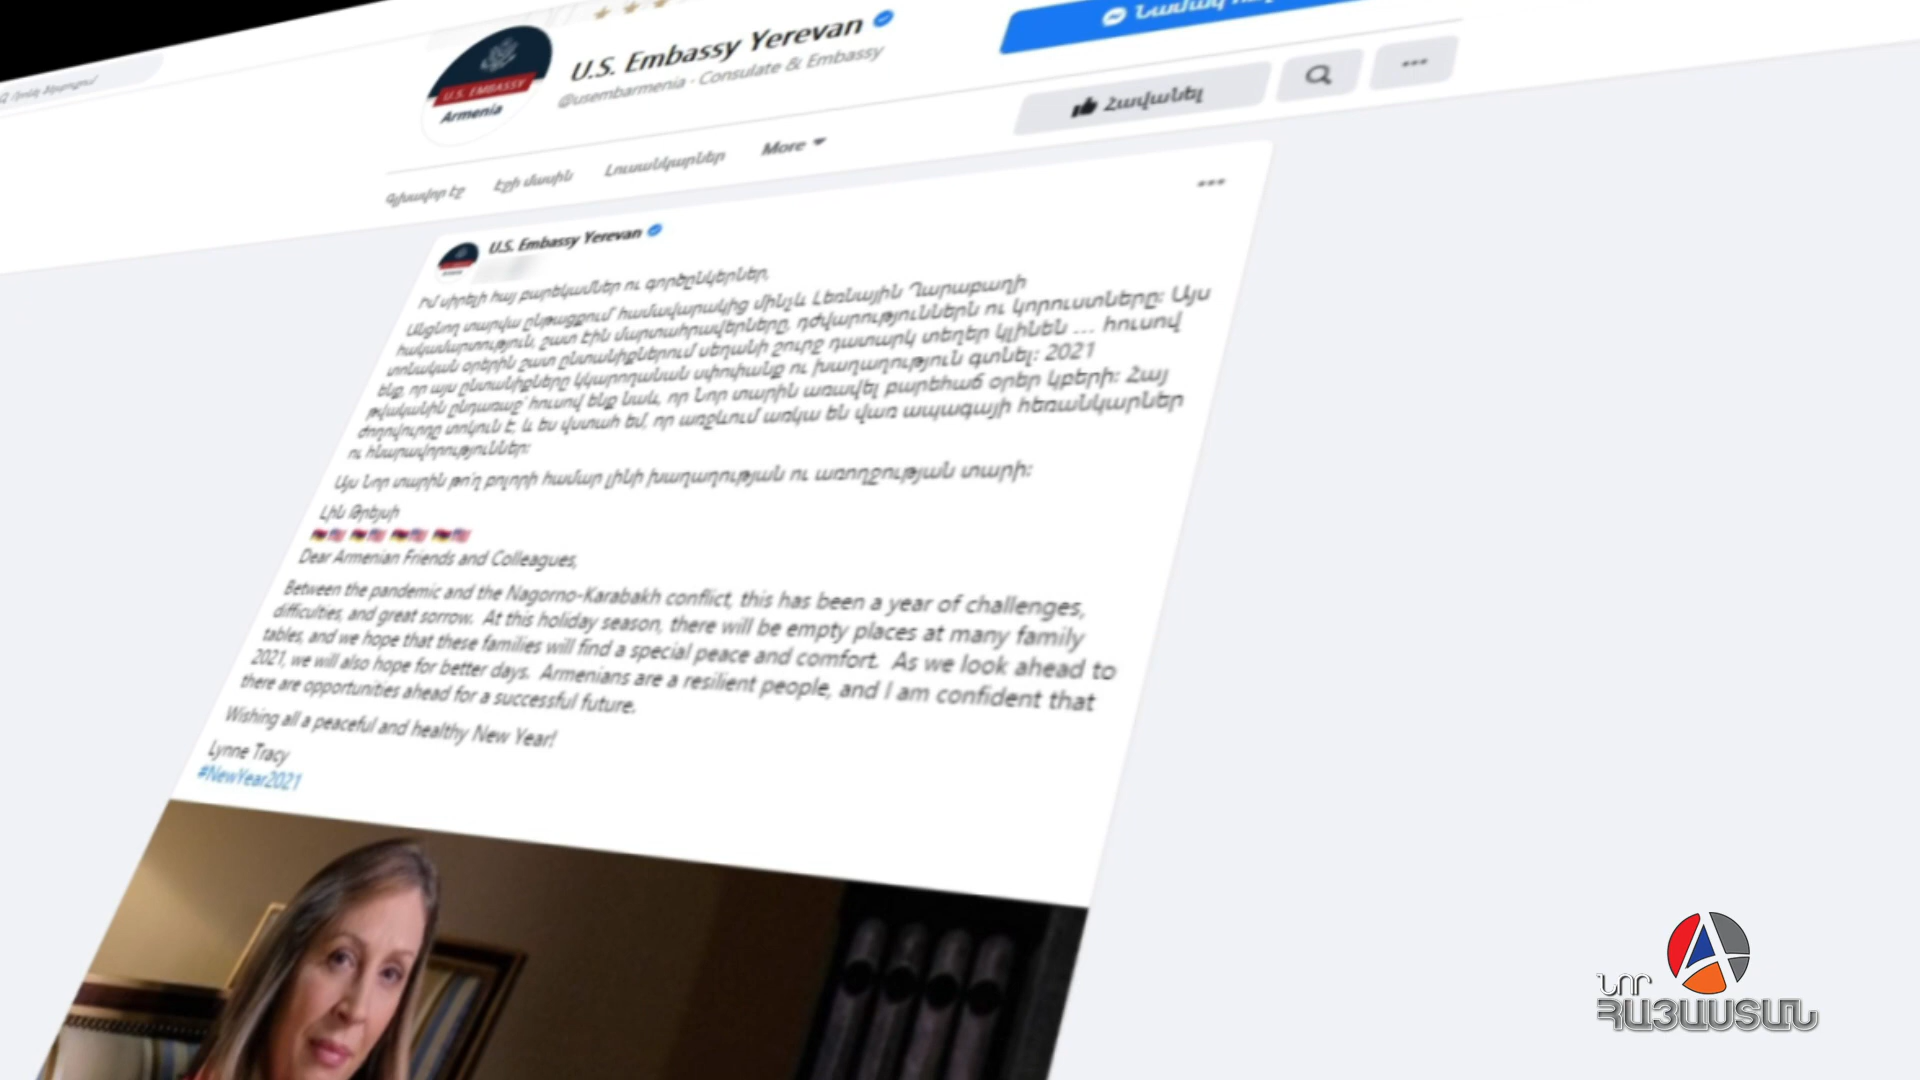 U.S. Embassy Yerevan
@usembarmenia · Consulate & Embassy
U.S. EMBASSY
Armenia
Հավանել
Գլխավոր էջ
Էջի մասին
Լուսանկարներ
More
U.S. Embassy Yerevan
Իմ սիրելի հայ բարեկամներ ու գործընկերներ,
Անցնող տարվա ընթացքում՝ համավարակից մինչև Լեռնային Ղարաբաղի
հակամարտություն, շատ էին մարտահրավերները, դժվարություններն ու կորուստները: Այս
տոնական օրերին շատ ընտանիքներում սեղանի շուրջ դատարկ տեղեր կլինեն ... հուսով
ենք, որ այս ընտանիքները կկարողանան սփոփանք ու խաղաղություն գտնել: 2021
թվականին ընդառաջ՝ հուսով ենք նաև, որ Նոր տարին առավել բարեհաճ օրեր կբերի: Հայ
ժողովուրդը տոկուն է, և ես վստահ եմ, որ առջևում առկա են վառ ապագայի հեռանկարներ
ու հնարավորություններ:
Այս Նոր տարին թո՛ղ բոլորի համար լինի խաղաղության ու առողջության տարի:
Լին Թրեյսի
Dear Armenian Friends and Colleagues,
Between the pandemic and the Nagorno-Karabakh conflict, this has been a year of challenges,
difficulties, and great sorrow. At this holiday season, there will be empty places at many family
tables, and we hope that these families will find a special peace and comfort. As we look ahead to
2021, we will also hope for better days. Armenians are a resilient people, and I am confident that
there are opportunities ahead for a successful future.
Wishing all a peaceful and healthy New Year!
Lynne Tracy
#NewYear2021
ՆՈՐ
ՀԱՅԱՍՏԱՆ